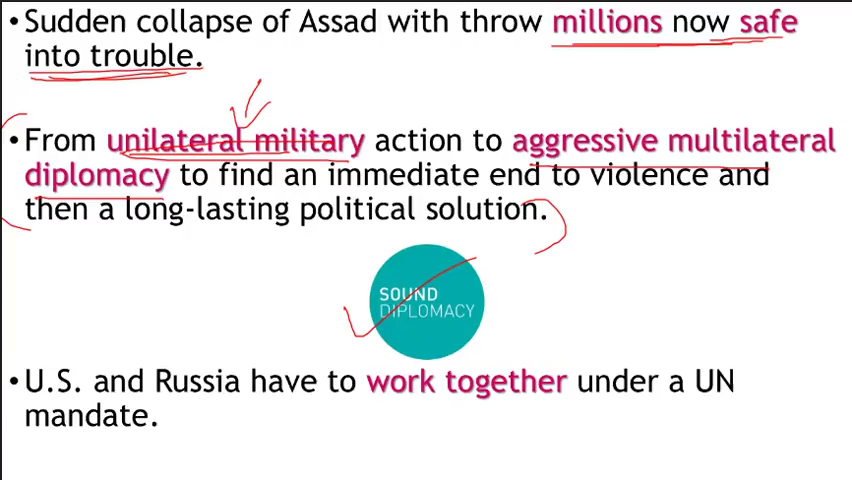 •Sudden collapse of Assad with throw millions now safe
into trouble.
•From unilateral military action to aggressive multilateral
diplomacy to find an immediate end to violence and
then a long-lasting political solution.
SOUND
DIPLOMACY
•U.S. and Russia have to work together under a UN
mandate.